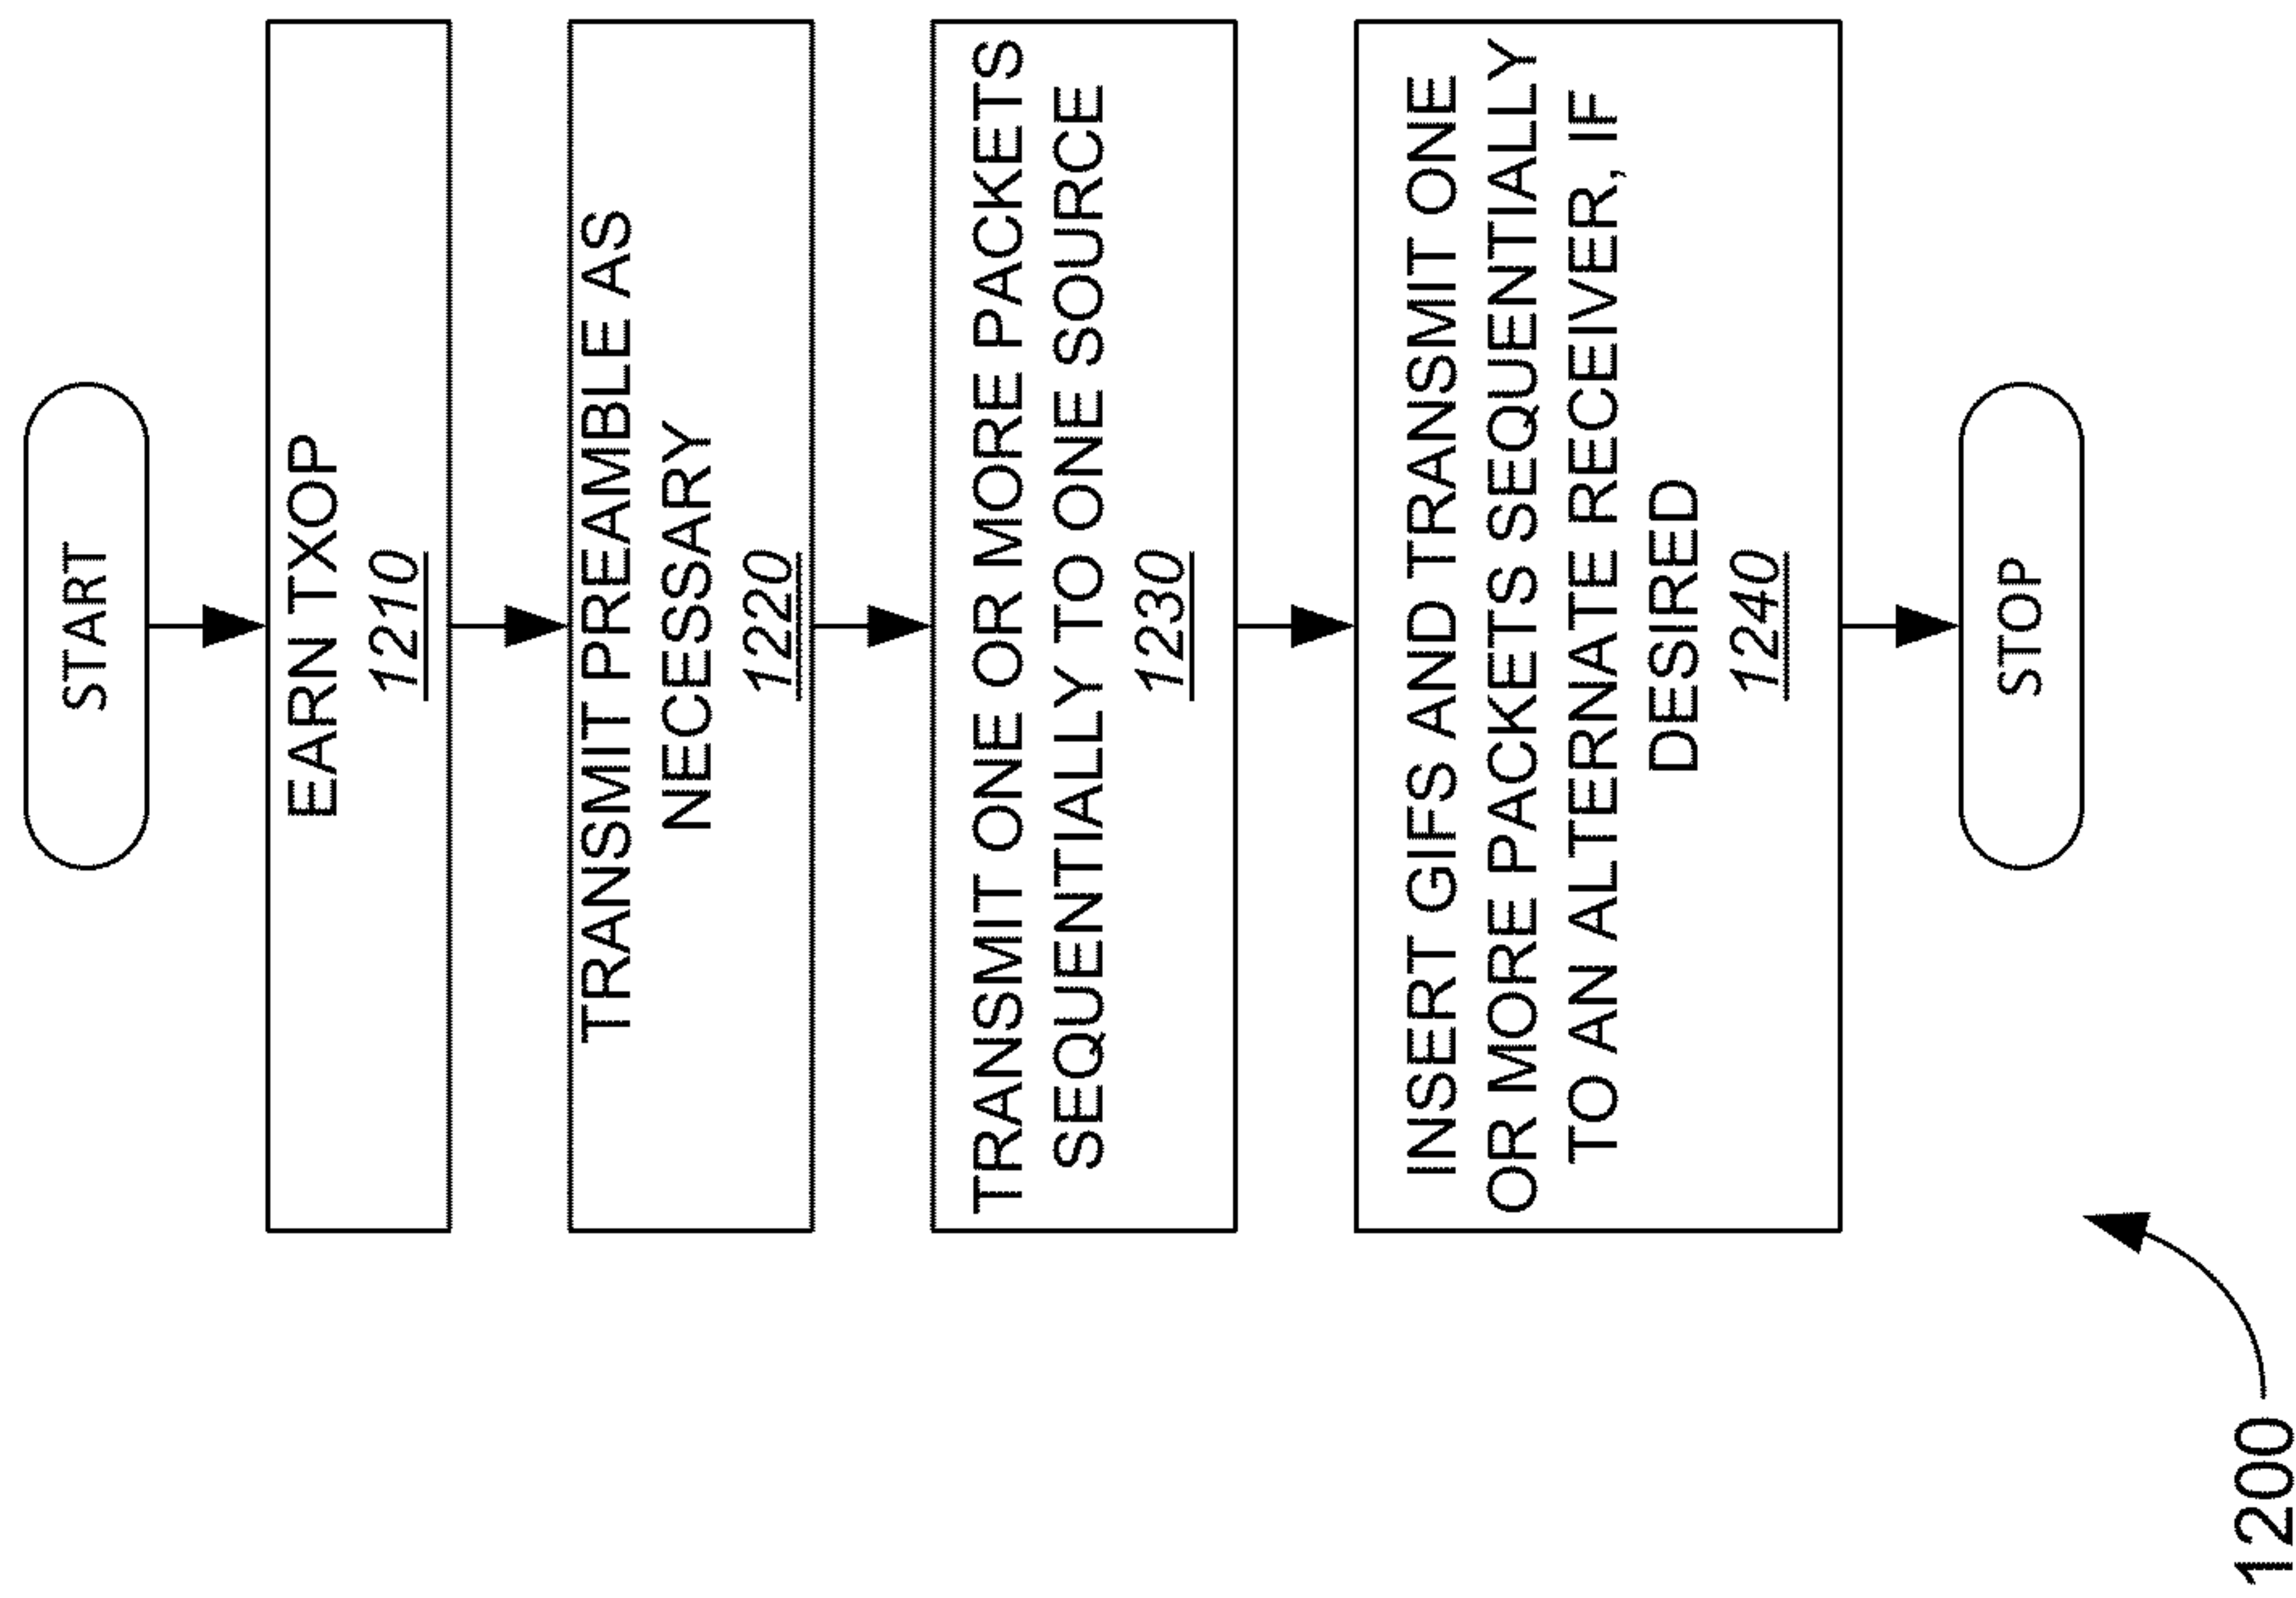 START
EARN TXOP
1210
TRANSMIT PREAMBLE AS
NECESSARY
1220
TRANSMIT ONE OR MORE PACKETS
SEQUENTIALLY TO ONE SOURCE
1230
INSERT GIFS AND TRANSMIT ONE
OR MORE PACKETS SEQUENTIALLY
TO AN ALTERNATE RECEIVER, IF
DESIRED
1240
STOP
1200